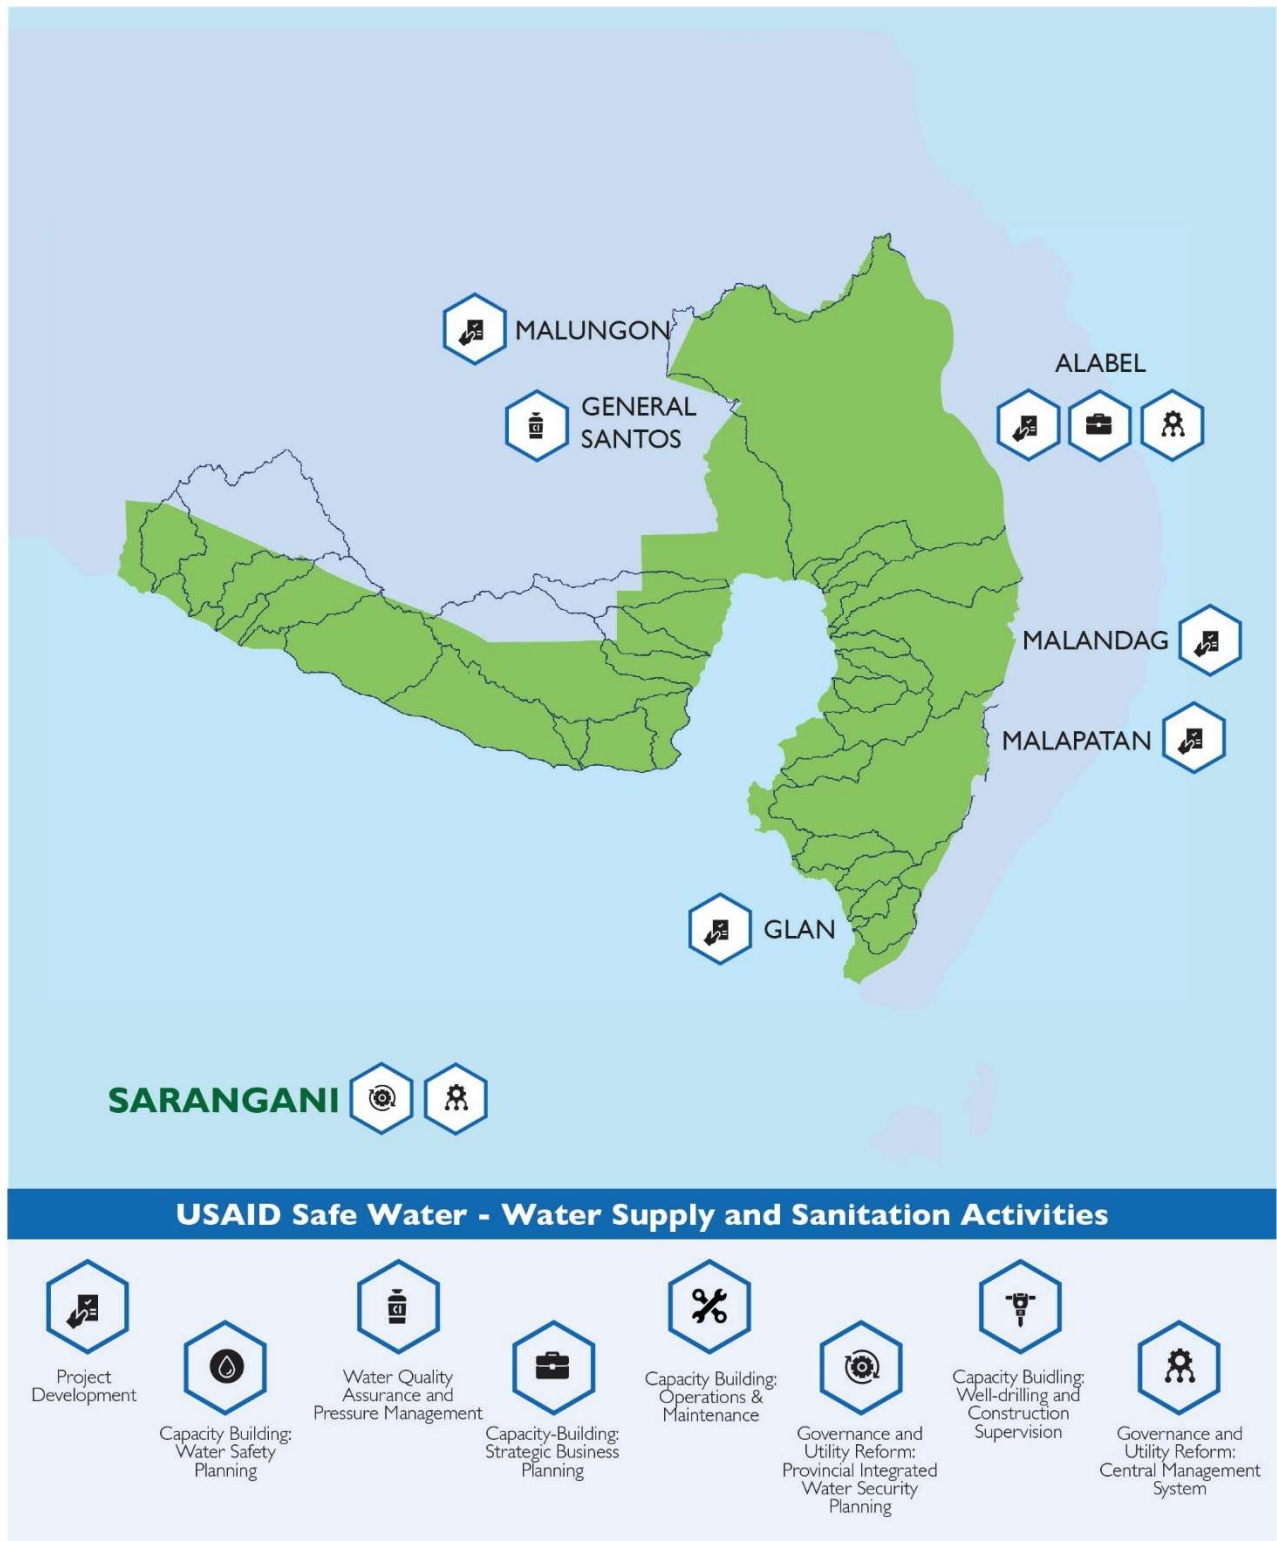 MALUNGON
GENERAL
SANTOS
ALABEL
MALANDAG
MALAPATAN
GLAN
SARANGANI
USAID Safe Water - Water Supply and Sanitation Activities
Project
Development
Capacity Building:
Water Safety
Planning
Water Quality
Assurance and
Pressure Management
Capacity-Building:
Strategic Business
Planning
Capacity Building:
Operations &
Maintenance
Governance and
Utility Reform:
Provincial Integrated
Water Security
Planning
Capacity Buidling:
Well-drilling and
Construction
Supervision
Governance and
Utility Reform:
Central Management
System